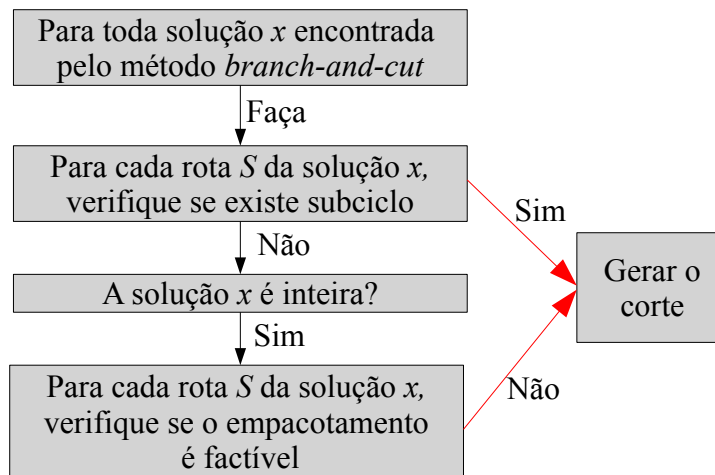 Para toda solução x encontrada
pelo método branch-and-cut
Faça
Para cada rota S da solução x,
verifique se existe subciclo
Sim
Não
Gerar o
corte
A solução x é inteira?
Sim
Para cada rota S da solução x,
verifique se o empacotamento
é factível
Não